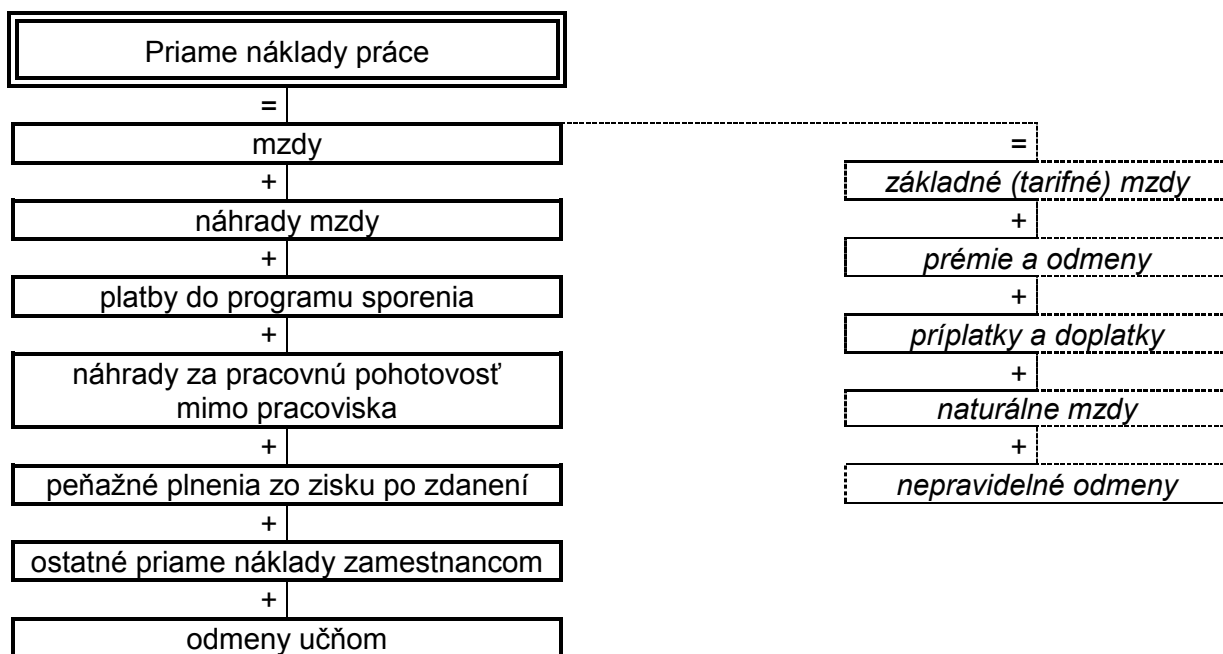 Priame náklady práce
=
mzdy
+
náhrady mzdy
+
platby do programu sporenia
+
náhrady za pracovnú pohotovosť
mimo pracoviska
+
peňažné plnenia zo zisku po zdanení
+
ostatné priame náklady zamestnancom
+
odmeny učňom
=
základné (tarifné) mzdy
+
prémie a odmeny
+
príplatky a doplatky
+
naturálne mzdy
+
nepravidelné odmeny